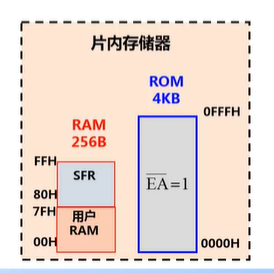 片内存储器
ROM
4KB
0FFFH
RAM
256B
FFH
SFR
80H
7FH
用户
RAM
00H
EA=1
0000H